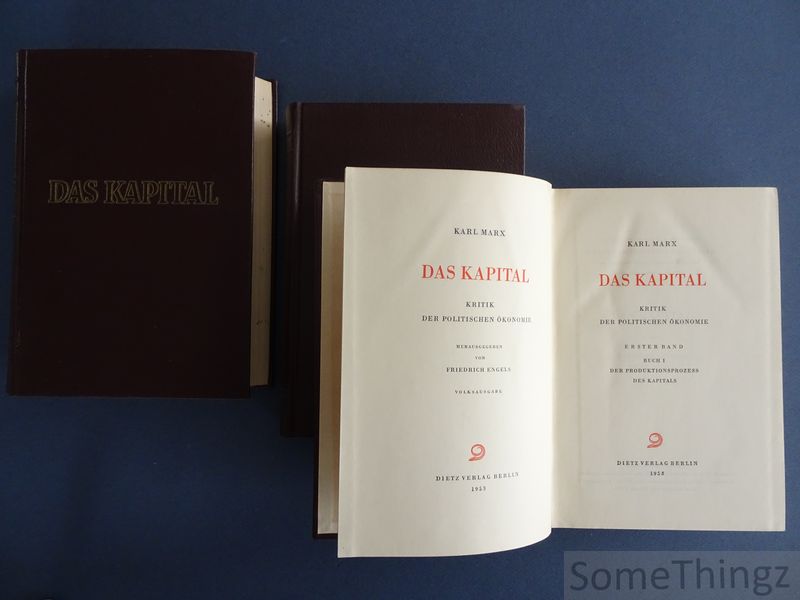 DAS KAPITAL
KARL MARX
DAS KAPITAL
KRITIK
DER POLITISCHEN ÖKONOMIE
HERAUSGEGEBEN
VON
FRIEDRICH ENGELS
VOLKSAUSGABE
DIETZ VERLAG BERLIN
1953
KARL MARX
DAS KAPITAL
KRITIK
DER POLITISCHEN ÖKONOMIE
ERSTER BAND
BUCH I
DER PRODUKTIONSPROZESS
DES KAPITALS
DIETZ VERLAG BERLIN
1953
SomeThingz